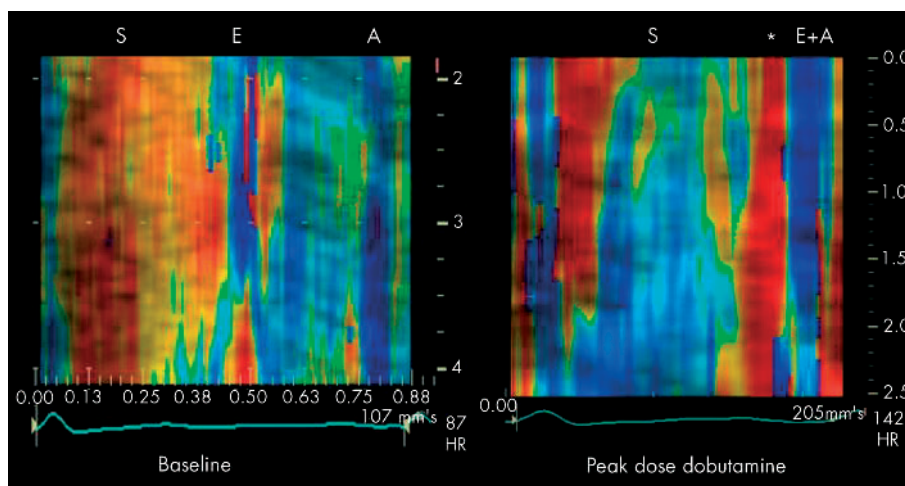 S E A
2
3
4
0.00 0.13 0.25 0.38 0.50 0.63 0.75 0.88
107 mm's
87
HR
Baseline
S * E+A
0.0
0.5
1.0
1.5
2.0
2.5
0.00
205mm's
142
HR
Peak dose dobutamine